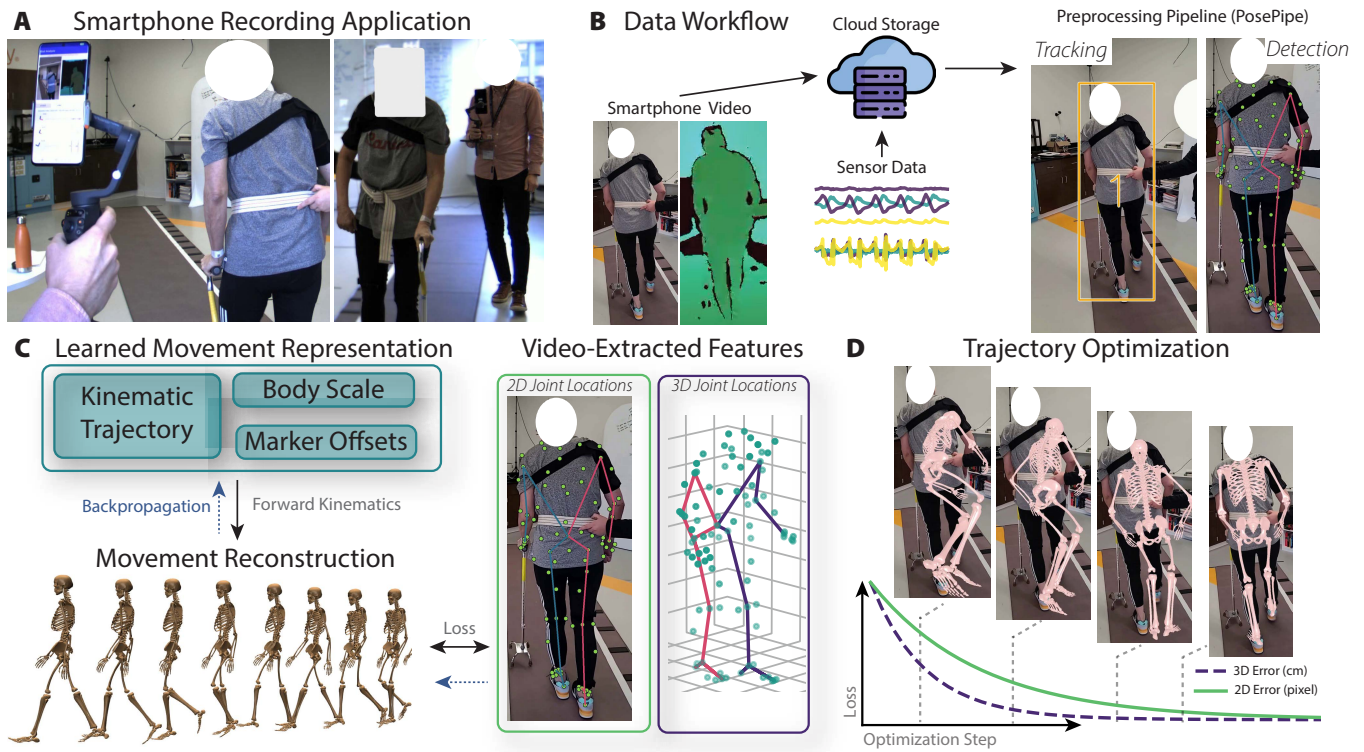 A Smartphone Recording Application
B Data Workflow
Cloud Storage
Preprocessing Pipeline (PosePipe)
Tracking
Detection
Smartphone Video
Sensor Data
1
C Learned Movement Representation
Kinematic
Trajectory
Body Scale
Marker Offsets
Backpropagation
Forward Kinematics
Movement Reconstruction
Loss
Video-Extracted Features
2D Joint Locations
3D Joint Locations
D Trajectory Optimization
3D Error (cm)
2D Error (pixel)
Loss
Optimization Step